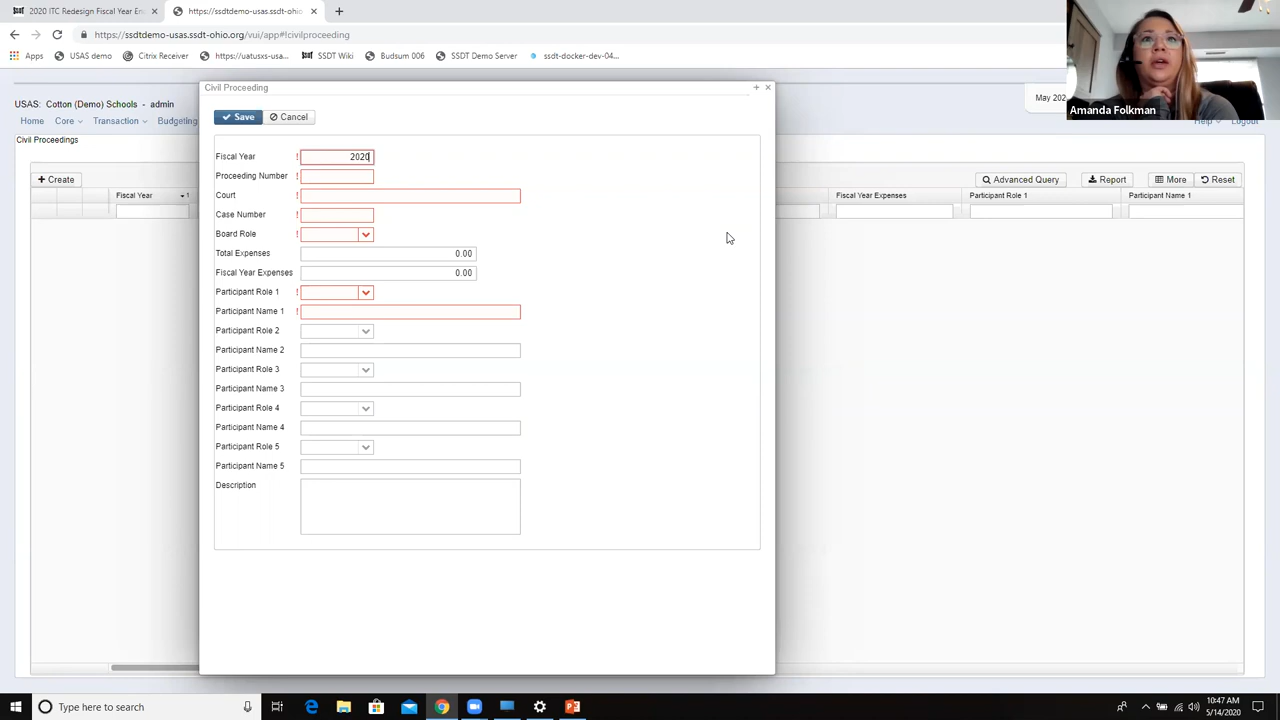 2020 ITC Redesign Fiscal Year En
https://ssdtdemo-usas.ssdt-ohio
https://ssdtdemo-usas.ssdt-ohio.org/vui/app#!civilproceeding
Apps USAS demo Citrix Receiver https://uatusxs-usa... SSDT Wiki Budsum 006 SSDT Demo Server ssdt-docker-dev-04...
Amanda Folkman
Civil Proceeding
USAS: Cotton (Demo) Schools - admin
May 202
Home Core Transaction Budgeting
Help Logout
Civil Proceedings
Save Cancel
Create
Advanced Query Report More Reset
Fiscal Year 1
Fiscal Year Expenses Participant Role 1 Participant Name 1
Fiscal Year ! 2020
Proceeding Number !
Court !
Case Number !
Board Role !
Total Expenses 0.00
Fiscal Year Expenses 0.00
Participant Role 1 !
Participant Name 1 !
Participant Role 2
Participant Name 2
Participant Role 3
Participant Name 3
Participant Role 4
Participant Name 4
Participant Role 5
Participant Name 5
Description
Type here to search
10:47 AM
5/14/2020